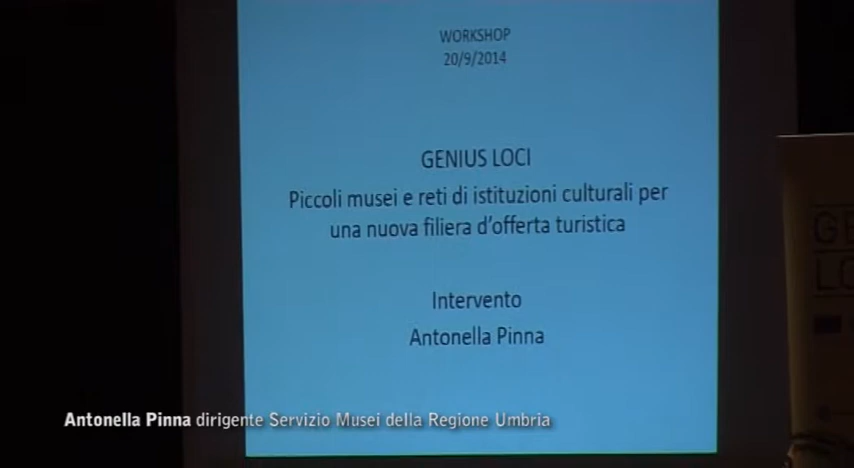 WORKSHOP
20/9/2014
GENIUS LOCI
Piccoli musei e reti di istituzioni culturali per
una nuova filiera d'offerta turistica
Intervento
Antonella Pinna
Antonella Pinna dirigente Servizio Musei della Regione Umbria